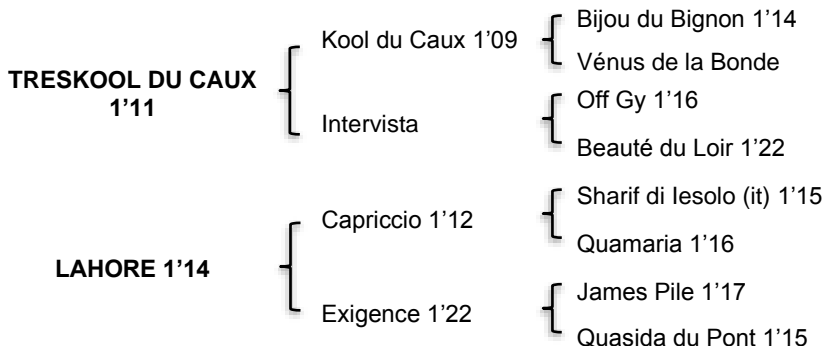 TRESKOOL DU CAUX
1’11
Kool du Caux 1’09
Bijou du Bignon 1’14
Vénus de la Bonde
Intervista
Off Gy 1’16
Beauté du Loir 1’22
LAHORE 1’14
Capriccio 1’12
Sharif di Iesolo (it) 1’15
Quamaria 1’16
Exigence 1’22
James Pile 1’17
Quasida du Pont 1’15